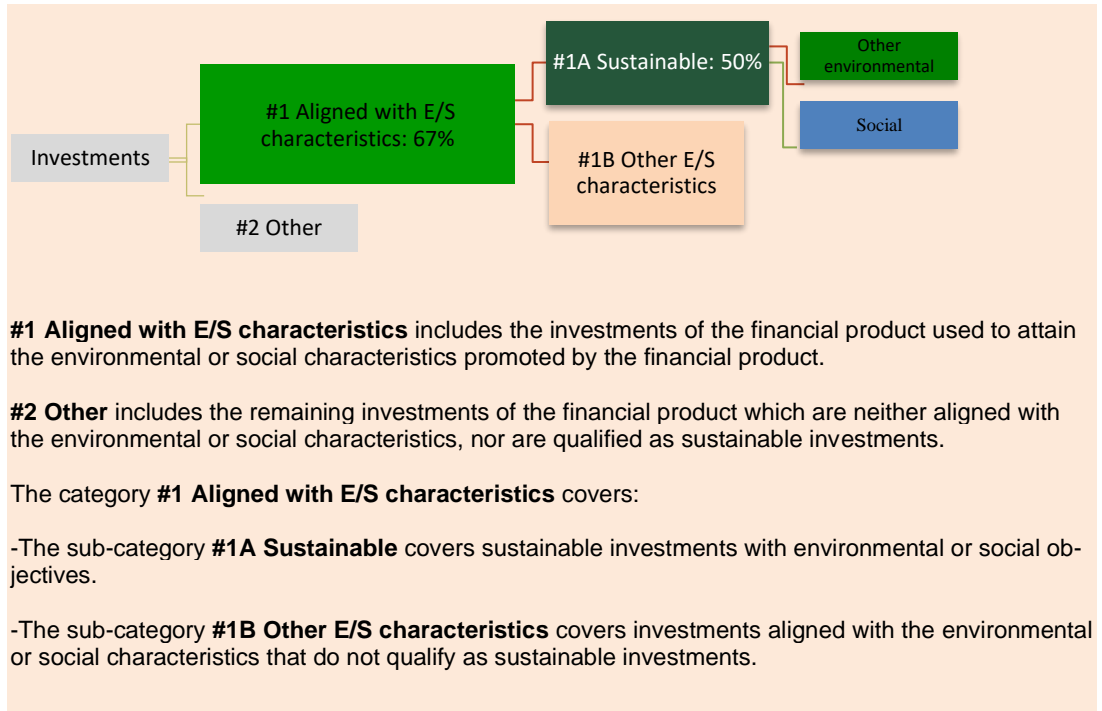 #1A Sustainable: 50%
Other
environmental
#1 Aligned with E/S
characteristics: 67%
Social
Investments
#1B Other E/S
characteristics
#2 Other
#1 Aligned with E/S characteristics includes the investments of the financial product used to attain
the environmental or social characteristics promoted by the financial product.
#2 Other includes the remaining investments of the financial product which are neither aligned with
the environmental or social characteristics, nor are qualified as sustainable investments.
The category #1 Aligned with E/S characteristics covers:
-The sub-category #1A Sustainable covers sustainable investments with environmental or social ob-
jectives.
-The sub-category #1B Other E/S characteristics covers investments aligned with the environmental
or social characteristics that do not qualify as sustainable investments.